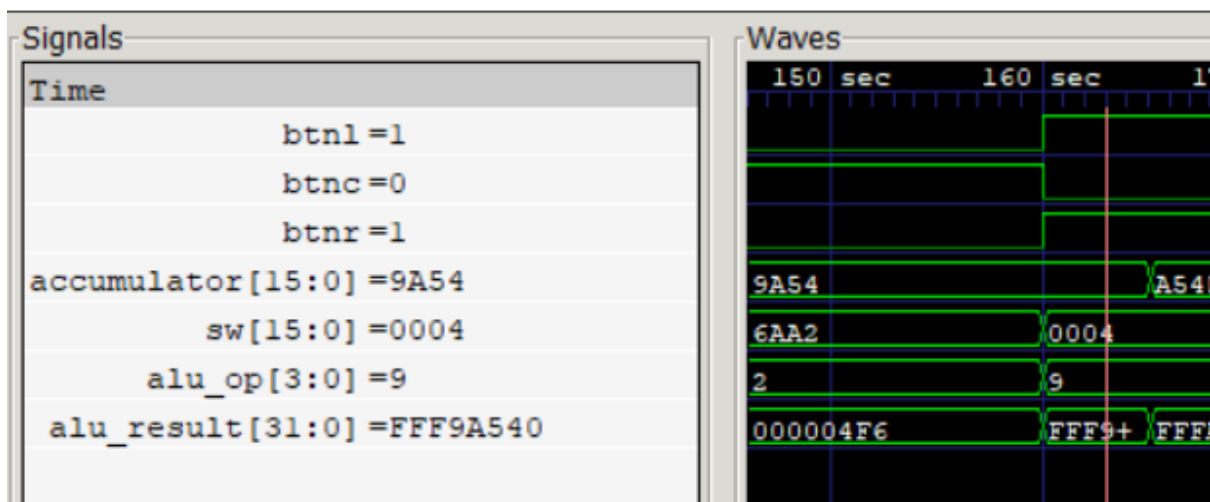 Signals
Time
btnl=1
btnc=0
btnr=1
accumulator[15:0]=9A54
sw[15:0]=0004
alu_op[3:0]=9
alu_result[31:0]=FFF9A540
Waves
150 sec 160 sec
9A54
6AA2 0004
2 9
000004F6 FFF9+